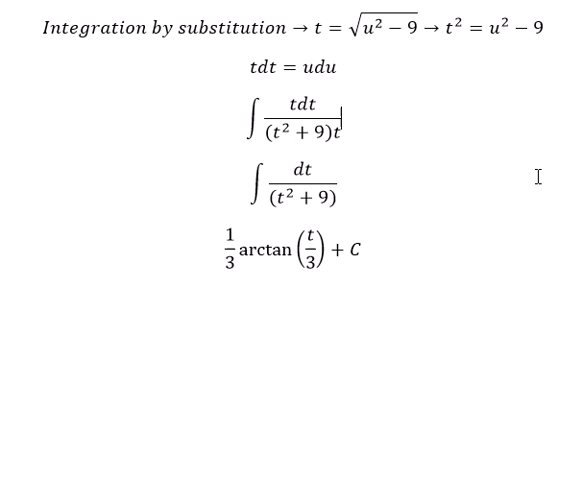 Integration by substitution → t = √(u² − 9) → t² = u² − 9
tdt = udu
∫ tdt / (t² + 9)t
∫ dt / (t² + 9)
1/3 arctan (t/3) + C